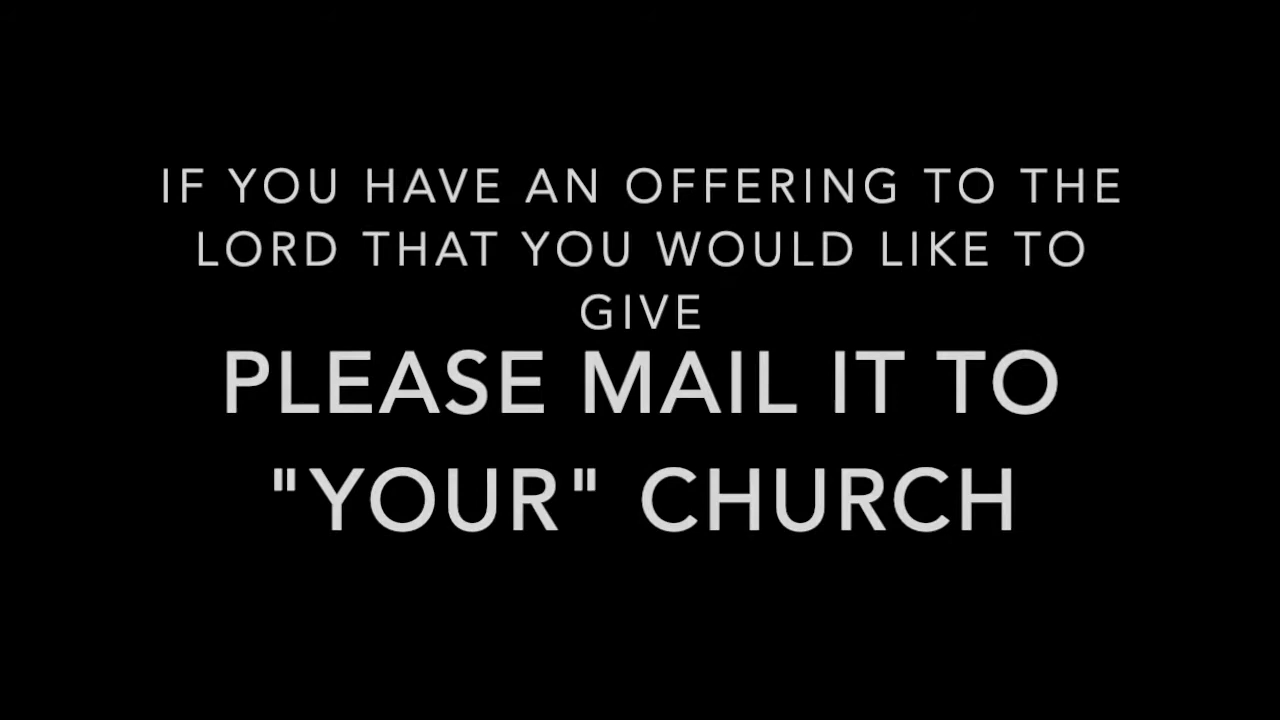 IF YOU HAVE AN OFFERING TO THE
LORD THAT YOU WOULD LIKE TO
GIVE
PLEASE MAIL IT TO
"YOUR" CHURCH